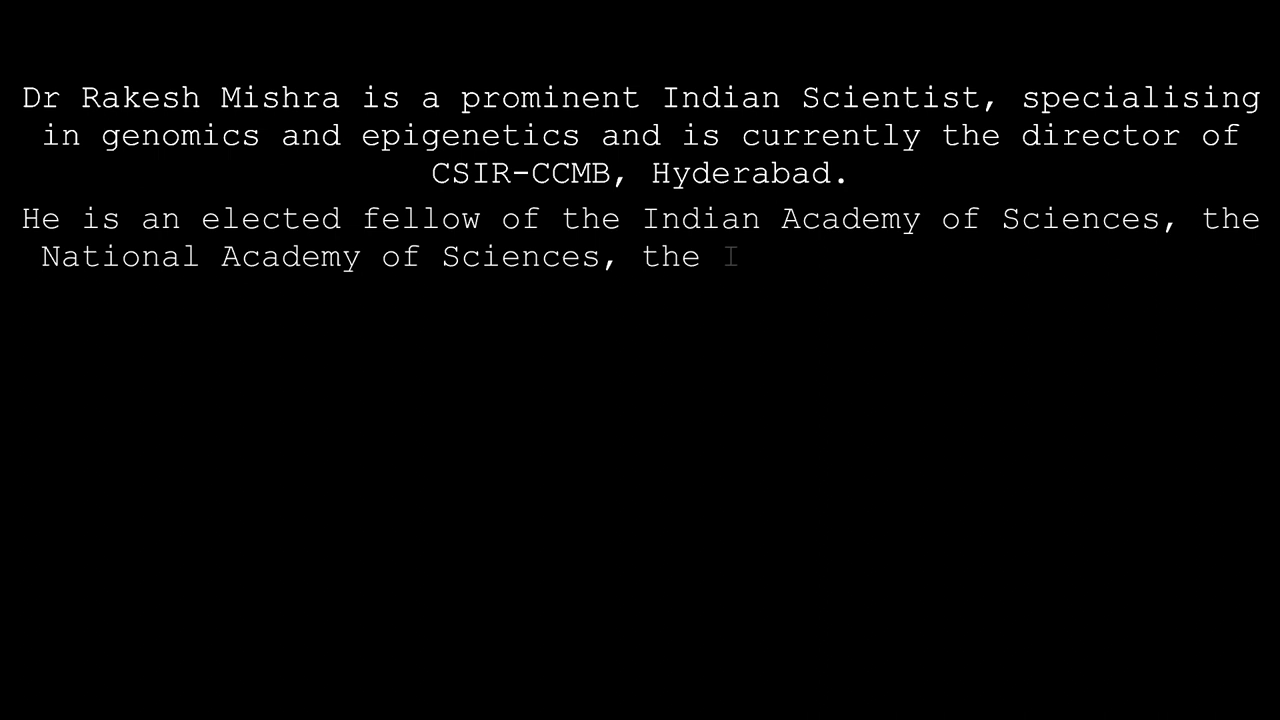 Dr Rakesh Mishra is a prominent Indian Scientist, specialising
in genomics and epigenetics and is currently the director of
CSIR-CCMB, Hyderabad.
He is an elected fellow of the Indian Academy of Sciences, the
National Academy of Sciences, the I